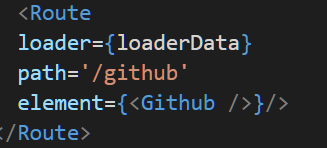 <Route
loader={loaderData}
path='/github'
element={<Github />}/>
</Route>